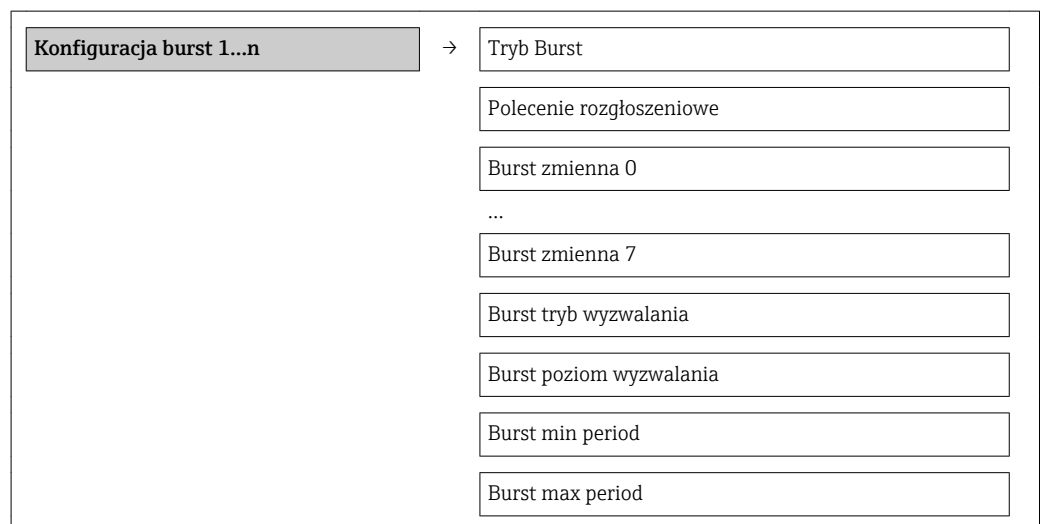 Konfiguracja burst 1...n → Tryb Burst
Polecenie rozgłoszeniowe
Burst zmienna 0
...
Burst zmienna 7
Burst tryb wyzwalania
Burst poziom wyzwalania
Burst min period
Burst max period